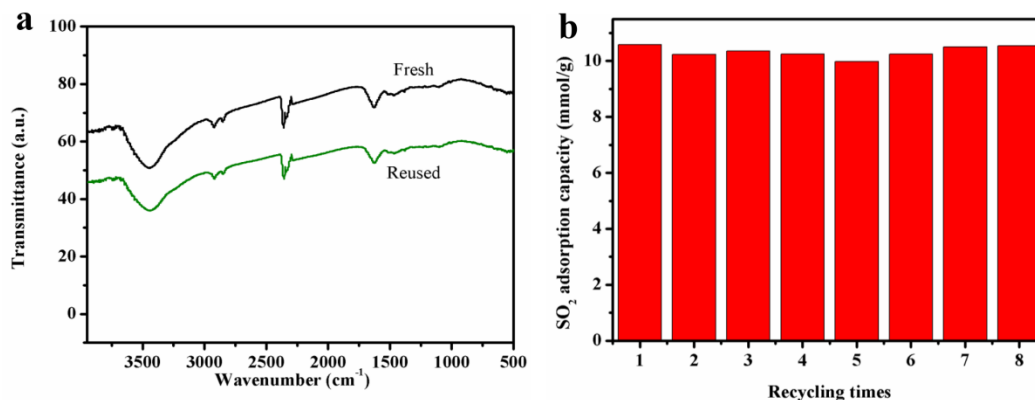 a
100
80
60
40
20
0
Transmittance (a.u.)
Fresh
Reused
3500 3000 2500 2000 1500 1000 500
Wavenumber (cm⁻¹)
b
12
10
8
6
4
2
0
SO₂ adsorption capacity (mmol/g)
1 2 3 4 5 6 7 8
Recycling times